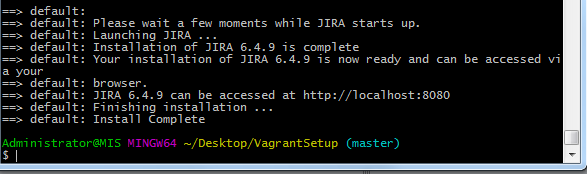 ==> default:
==> default: Please wait a few moments while JIRA starts up.
==> default: Launching JIRA ...
==> default: Installation of JIRA 6.4.9 is complete
==> default: Your installation of JIRA 6.4.9 is now ready and can be accessed vi
a your
==> default: browser.
==> default: JIRA 6.4.9 can be accessed at http://localhost:8080
==> default: Finishing installation ...
==> default: Install Complete
Administrator@MIS MINGW64 ~/Desktop/VagrantSetup (master)
$